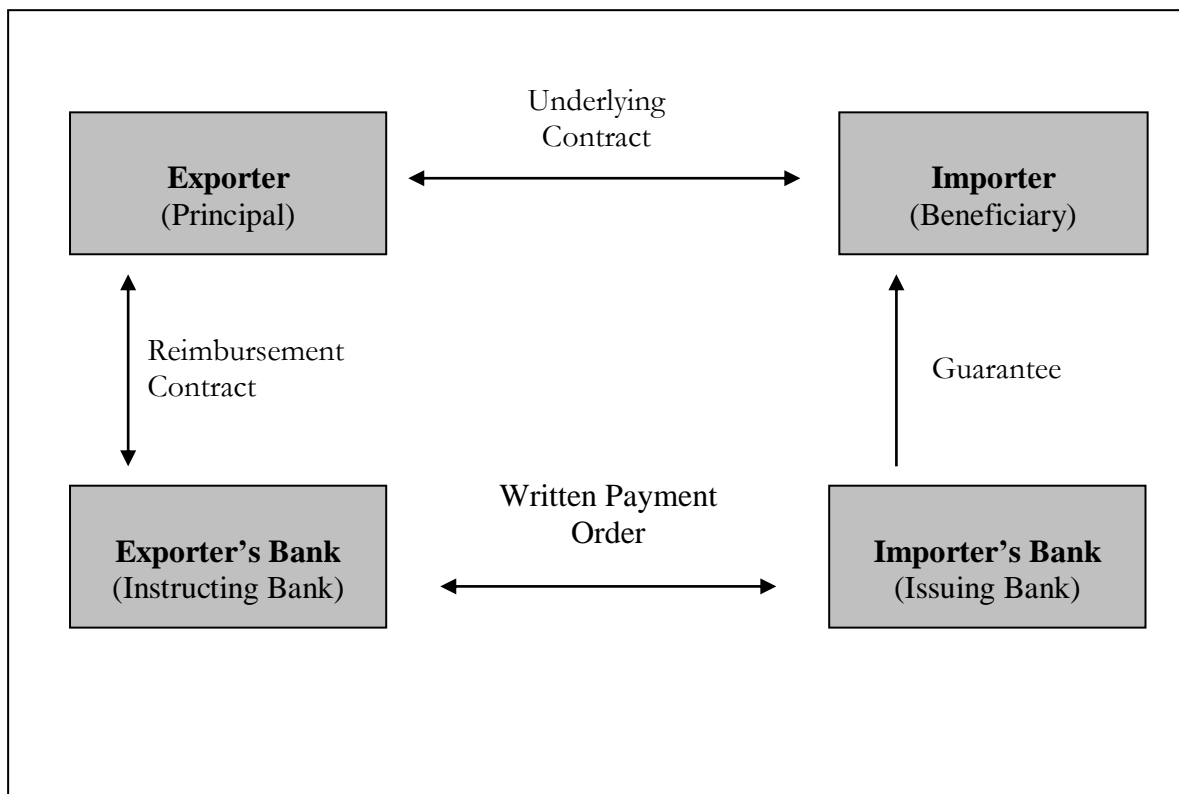 Underlying
Contract
Exporter
(Principal)
Importer
(Beneficiary)
Reimbursement
Contract
Guarantee
Written Payment
Order
Exporter’s Bank
(Instructing Bank)
Importer’s Bank
(Issuing Bank)